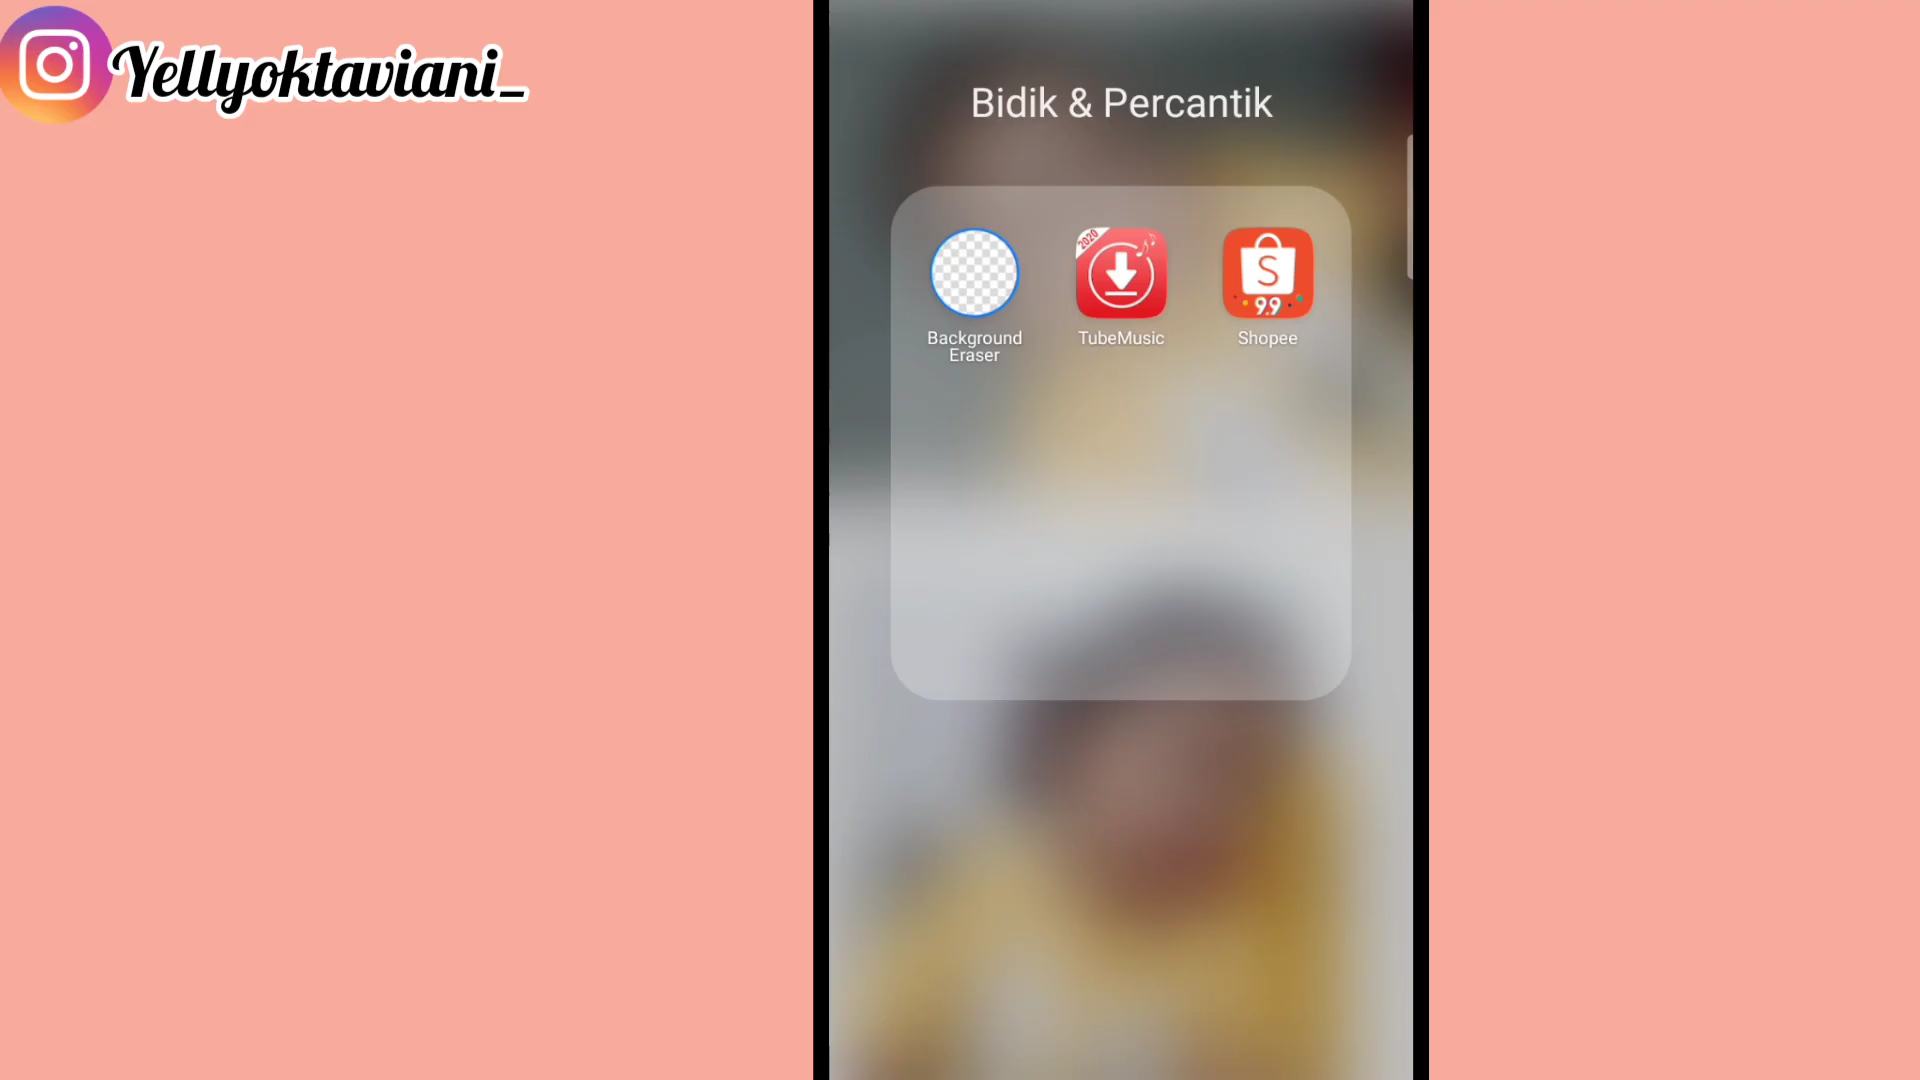 Yellyoktaviani_
Bidik & Percantik
2020
S
9.9
Background
Eraser
TubeMusic
Shopee